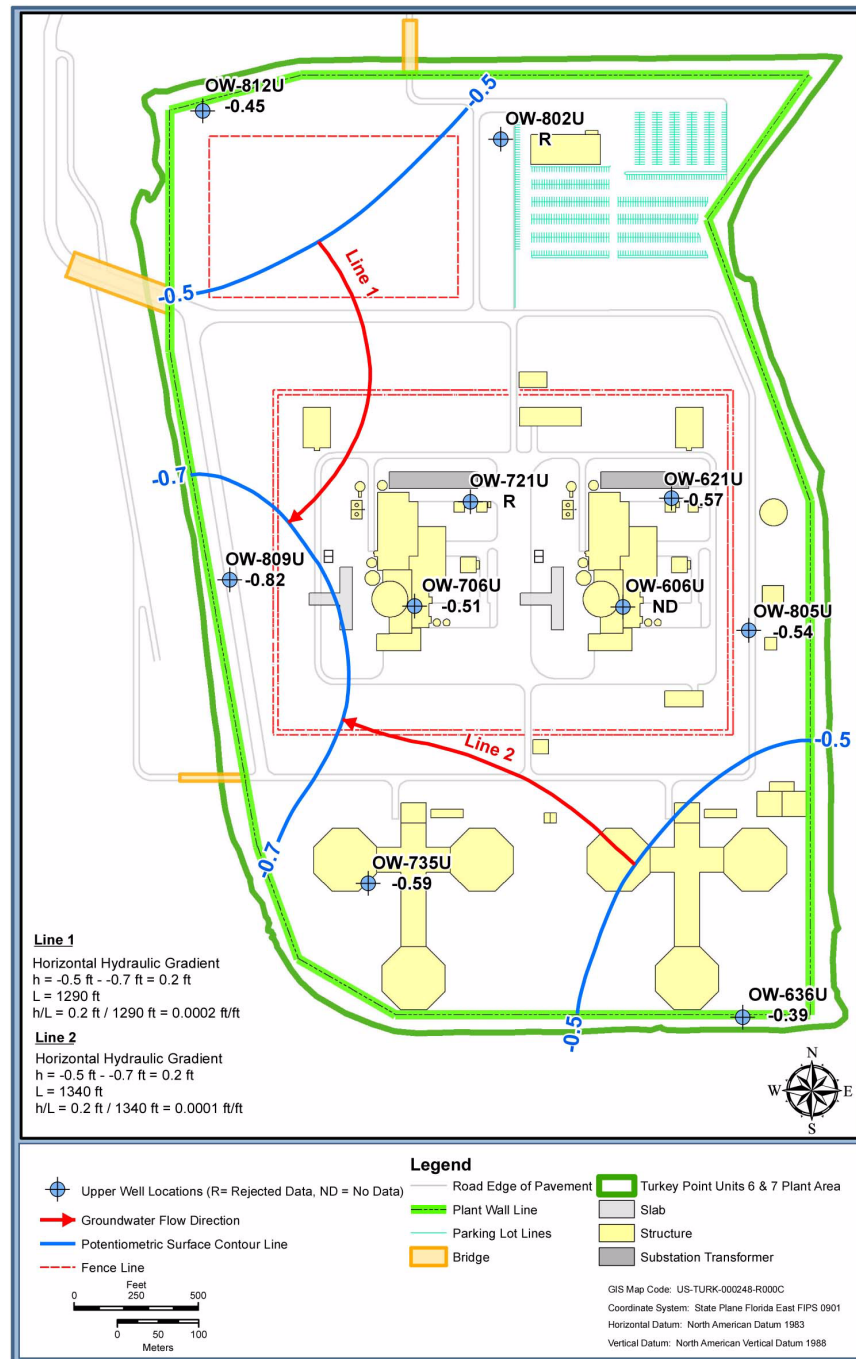 OW-812U
-0.45
-0.5
OW-802U
R
Line 1
-0.5
-0.7
OW-721U
R
OW-621U
-0.57
OW-809U
-0.82
OW-706U
-0.51
OW-606U
ND
OW-805U
-0.54
Line 2
-0.5
-0.7
OW-735U
-0.59
OW-636U
-0.39
-0.5
Line 1
Horizontal Hydraulic Gradient
h = -0.5 ft - -0.7 ft = 0.2 ft
L = 1290 ft
h/L = 0.2 ft / 1290 ft = 0.0002 ft/ft
Line 2
Horizontal Hydraulic Gradient
h = -0.5 ft - -0.7 ft = 0.2 ft
L = 1340 ft
h/L = 0.2 ft / 1340 ft = 0.0001 ft/ft
N
W E
S
Legend
Upper Well Locations (R= Rejected Data, ND = No Data)
Groundwater Flow Direction
Potentiometric Surface Contour Line
Fence Line
Road Edge of Pavement
Plant Wall Line
Parking Lot Lines
Bridge
Turkey Point Units 6 & 7 Plant Area
Slab
Structure
Substation Transformer
Feet
0 250 500
0 50 100
Meters
GIS Map Code: US-TURK-000248-R000C
Coordinate System: State Plane Florida East FIPS 0901
Horizontal Datum: North American Datum 1983
Vertical Datum: North American Vertical Datum 1988